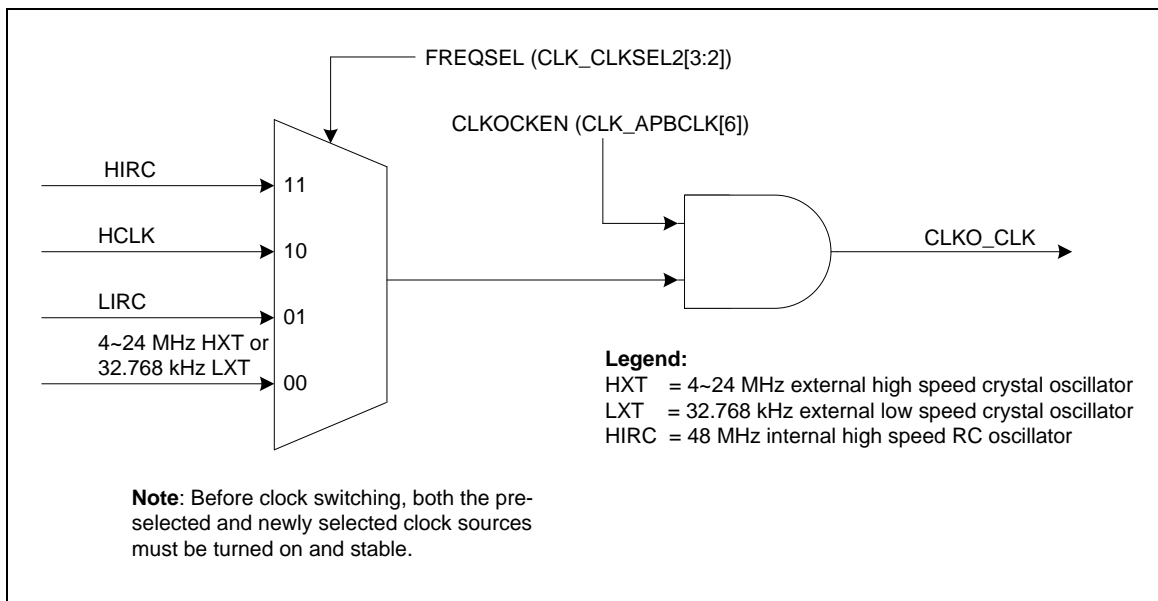 FREQSEL (CLK_CLKSEL2[3:2])
CLKOCKEN (CLK_APBCLK[6])
HIRC
11
HCLK
10
CLKO_CLK
LIRC
01
4~24 MHz HXT or
32.768 kHz LXT
00
Legend:
HXT = 4~24 MHz external high speed crystal oscillator
LXT = 32.768 kHz external low speed crystal oscillator
HIRC = 48 MHz internal high speed RC oscillator
Note: Before clock switching, both the pre-
selected and newly selected clock sources
must be turned on and stable.